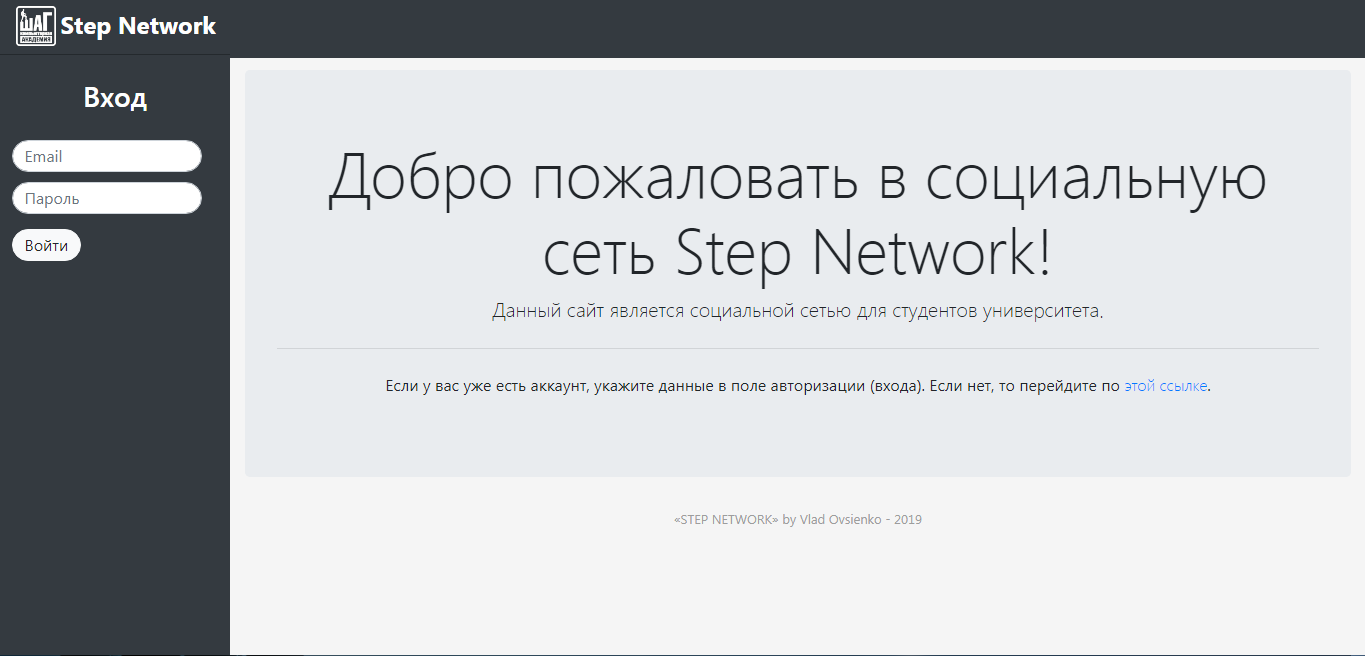 ШАГ
КОМПЬЮТЕРНАЯ
АКАДЕМИЯ
Step Network
Вход
Email
Пароль
Войти
Добро пожаловать в социальную
сеть Step Network!
Данный сайт является социальной сетью для студентов университета.
Если у вас уже есть аккаунт, укажите данные в поле авторизации (входа). Если нет, то перейдите по этой ссылке.
«STEP NETWORK» by Vlad Ovsienko - 2019